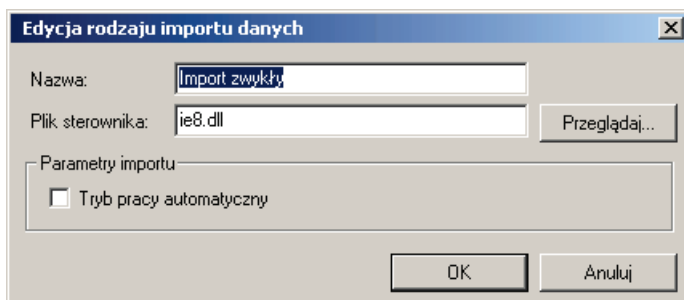 Edycja rodzaju importu danych
Nazwa: Import zwykły
Plik sterownika: ie8.dll Przeglądaj...
Parametry importu
Tryb pracy automatyczny
OK Anuluj